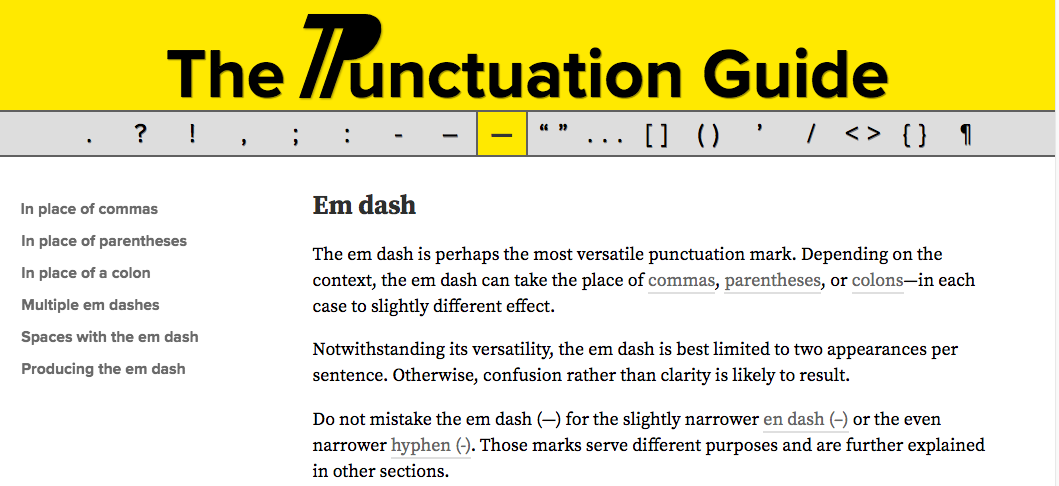 The Punctuation Guide
. ? ! , ; : - – — “ ” ... [ ] ( ) ’ / < > { } ¶
In place of commas
In place of parentheses
In place of a colon
Multiple em dashes
Spaces with the em dash
Producing the em dash
Em dash
The em dash is perhaps the most versatile punctuation mark. Depending on the
context, the em dash can take the place of commas, parentheses, or colons—in each
case to slightly different effect.
Notwithstanding its versatility, the em dash is best limited to two appearances per
sentence. Otherwise, confusion rather than clarity is likely to result.
Do not mistake the em dash (—) for the slightly narrower en dash (–) or the even
narrower hyphen (-). Those marks serve different purposes and are further explained
in other sections.